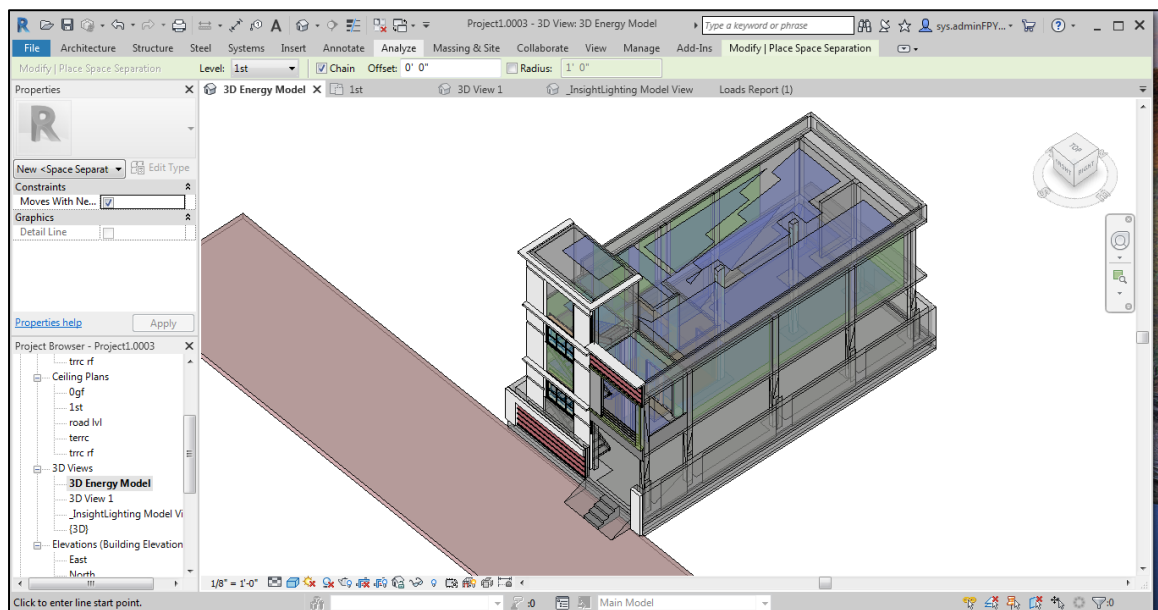 Project1.0003 - 3D View: 3D Energy Model
Type a keyword or phrase
sys.adminFPY...
File Architecture Structure Steel Systems Insert Annotate Analyze Massing & Site Collaborate View Manage Add-Ins Modify | Place Space Separation
Modify | Place Space Separation Level: 1st Chain Offset: 0' 0" Radius: 1' 0"
Properties
3D Energy Model 1st 3D View 1 _InsightLighting Model View Loads Report (1)
New <Space Separat Edit Type
Constraints
Moves With Ne...
Graphics
Detail Line
Properties help Apply
Project Browser - Project1.0003
trrc rf
Ceiling Plans
0gf
1st
road lvl
terrc
trrc rf
3D Views
3D Energy Model
3D View 1
_InsightLighting Model Vi
{3D}
Elevations (Building Elevation
East
North
TOP
FRONT
RIGHT
1/8" = 1'-0"
Click to enter line start point.
:0
Main Model
:0